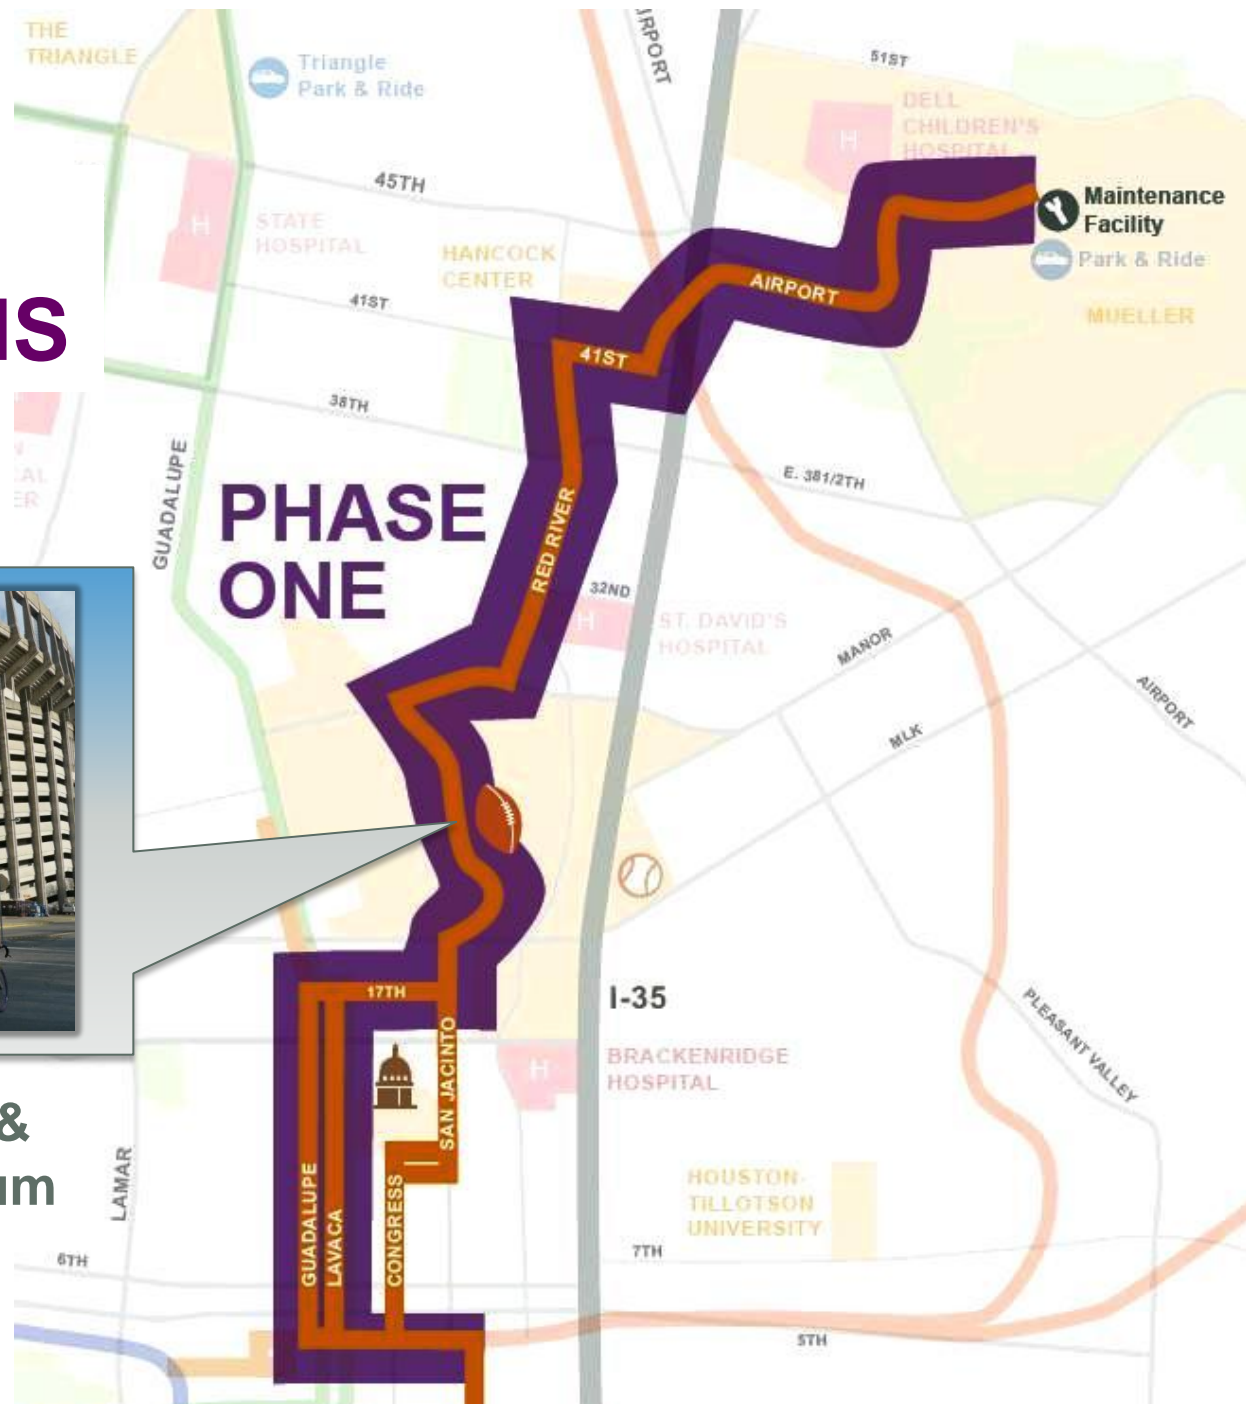 THE
TRIANGLE
Triangle
Park & Ride
51ST
DELL
CHILDREN'S
HOSPITAL
H
45TH
H
STATE
HOSPITAL
HANCOCK
CENTER
Maintenance
Facility
Park & Ride
AIRPORT
MUELLER
41ST
41ST
38TH
GUADALUPE
E. 381/2TH
PHASE
ONE
RED RIVER
32ND
H
ST. DAVID'S
HOSPITAL
MANOR
AIRPORT
MLK
17TH
I-35
PLEASANT VALLEY
SAN JACINTO
H
BRACKENRIDGE
HOSPITAL
&
LAMAR
GUADALUPE
LAVACA
CONGRESS
HOUSTON-
TILLOTSON
UNIVERSITY
6TH
7TH
5TH